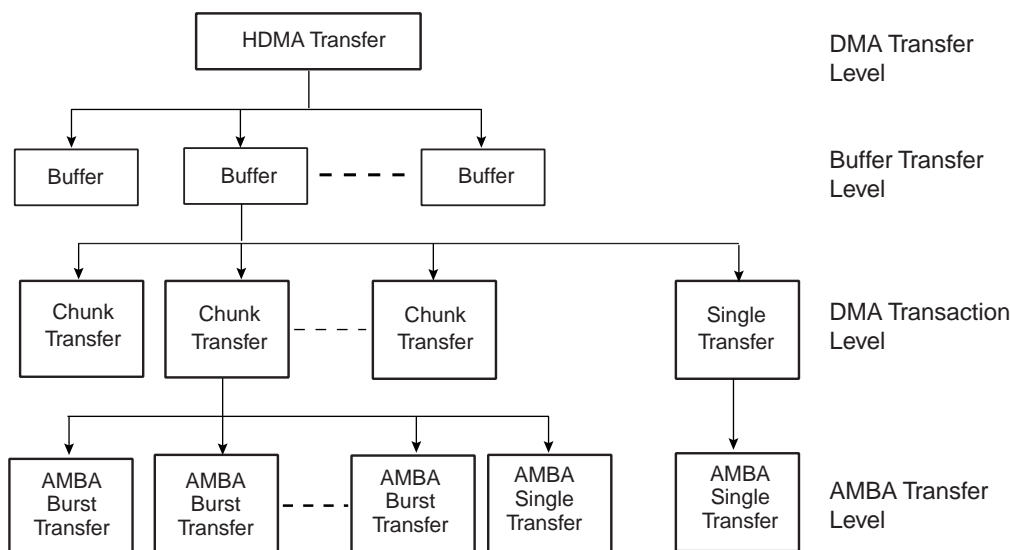 HDMA Transfer
DMA Transfer
Level
Buffer
Buffer
Buffer
Buffer Transfer
Level
Chunk
Transfer
Chunk
Transfer
Chunk
Transfer
Single
Transfer
DMA Transaction
Level
AMBA
Burst
Transfer
AMBA
Burst
Transfer
AMBA
Burst
Transfer
AMBA
Single
Transfer
AMBA
Single
Transfer
AMBA Transfer
Level